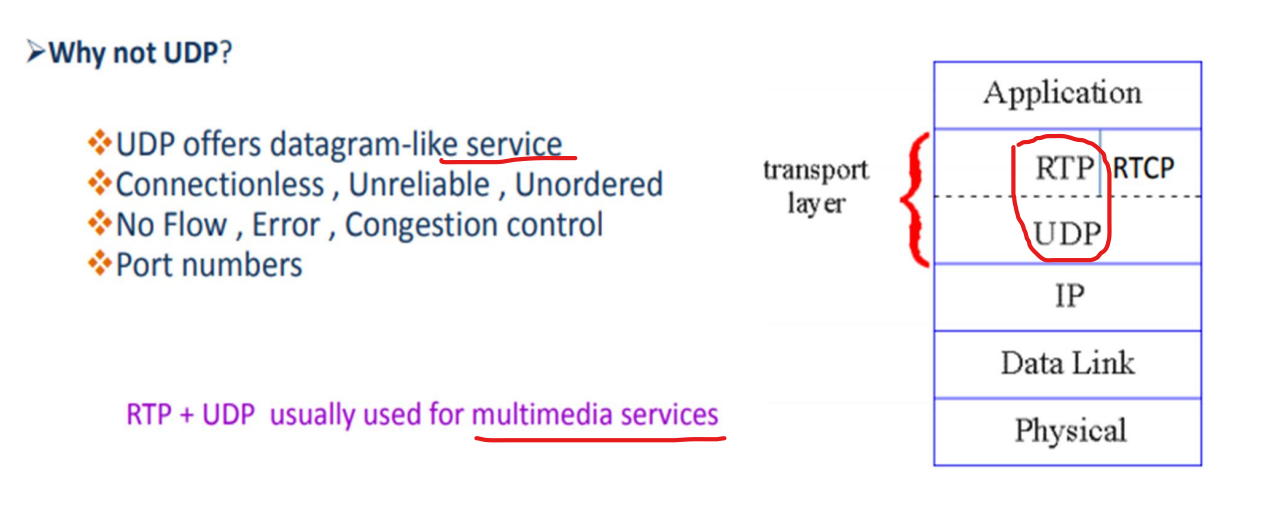 ➢Why not UDP?
❖UDP offers datagram-like service
❖Connectionless , Unreliable , Unordered
❖No Flow , Error , Congestion control
❖Port numbers
RTP + UDP usually used for multimedia services
transport
layer
Application
RTP RTCP
UDP
IP
Data Link
Physical